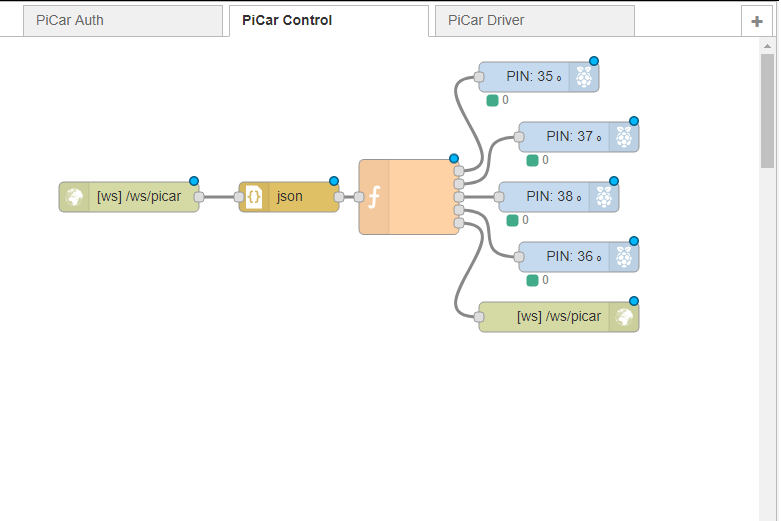 PiCar Auth
PiCar Control
PiCar Driver
PIN: 35
0
PIN: 37
0
[ws] /ws/picar
json
PIN: 38
0
PIN: 36
0
[ws] /ws/picar